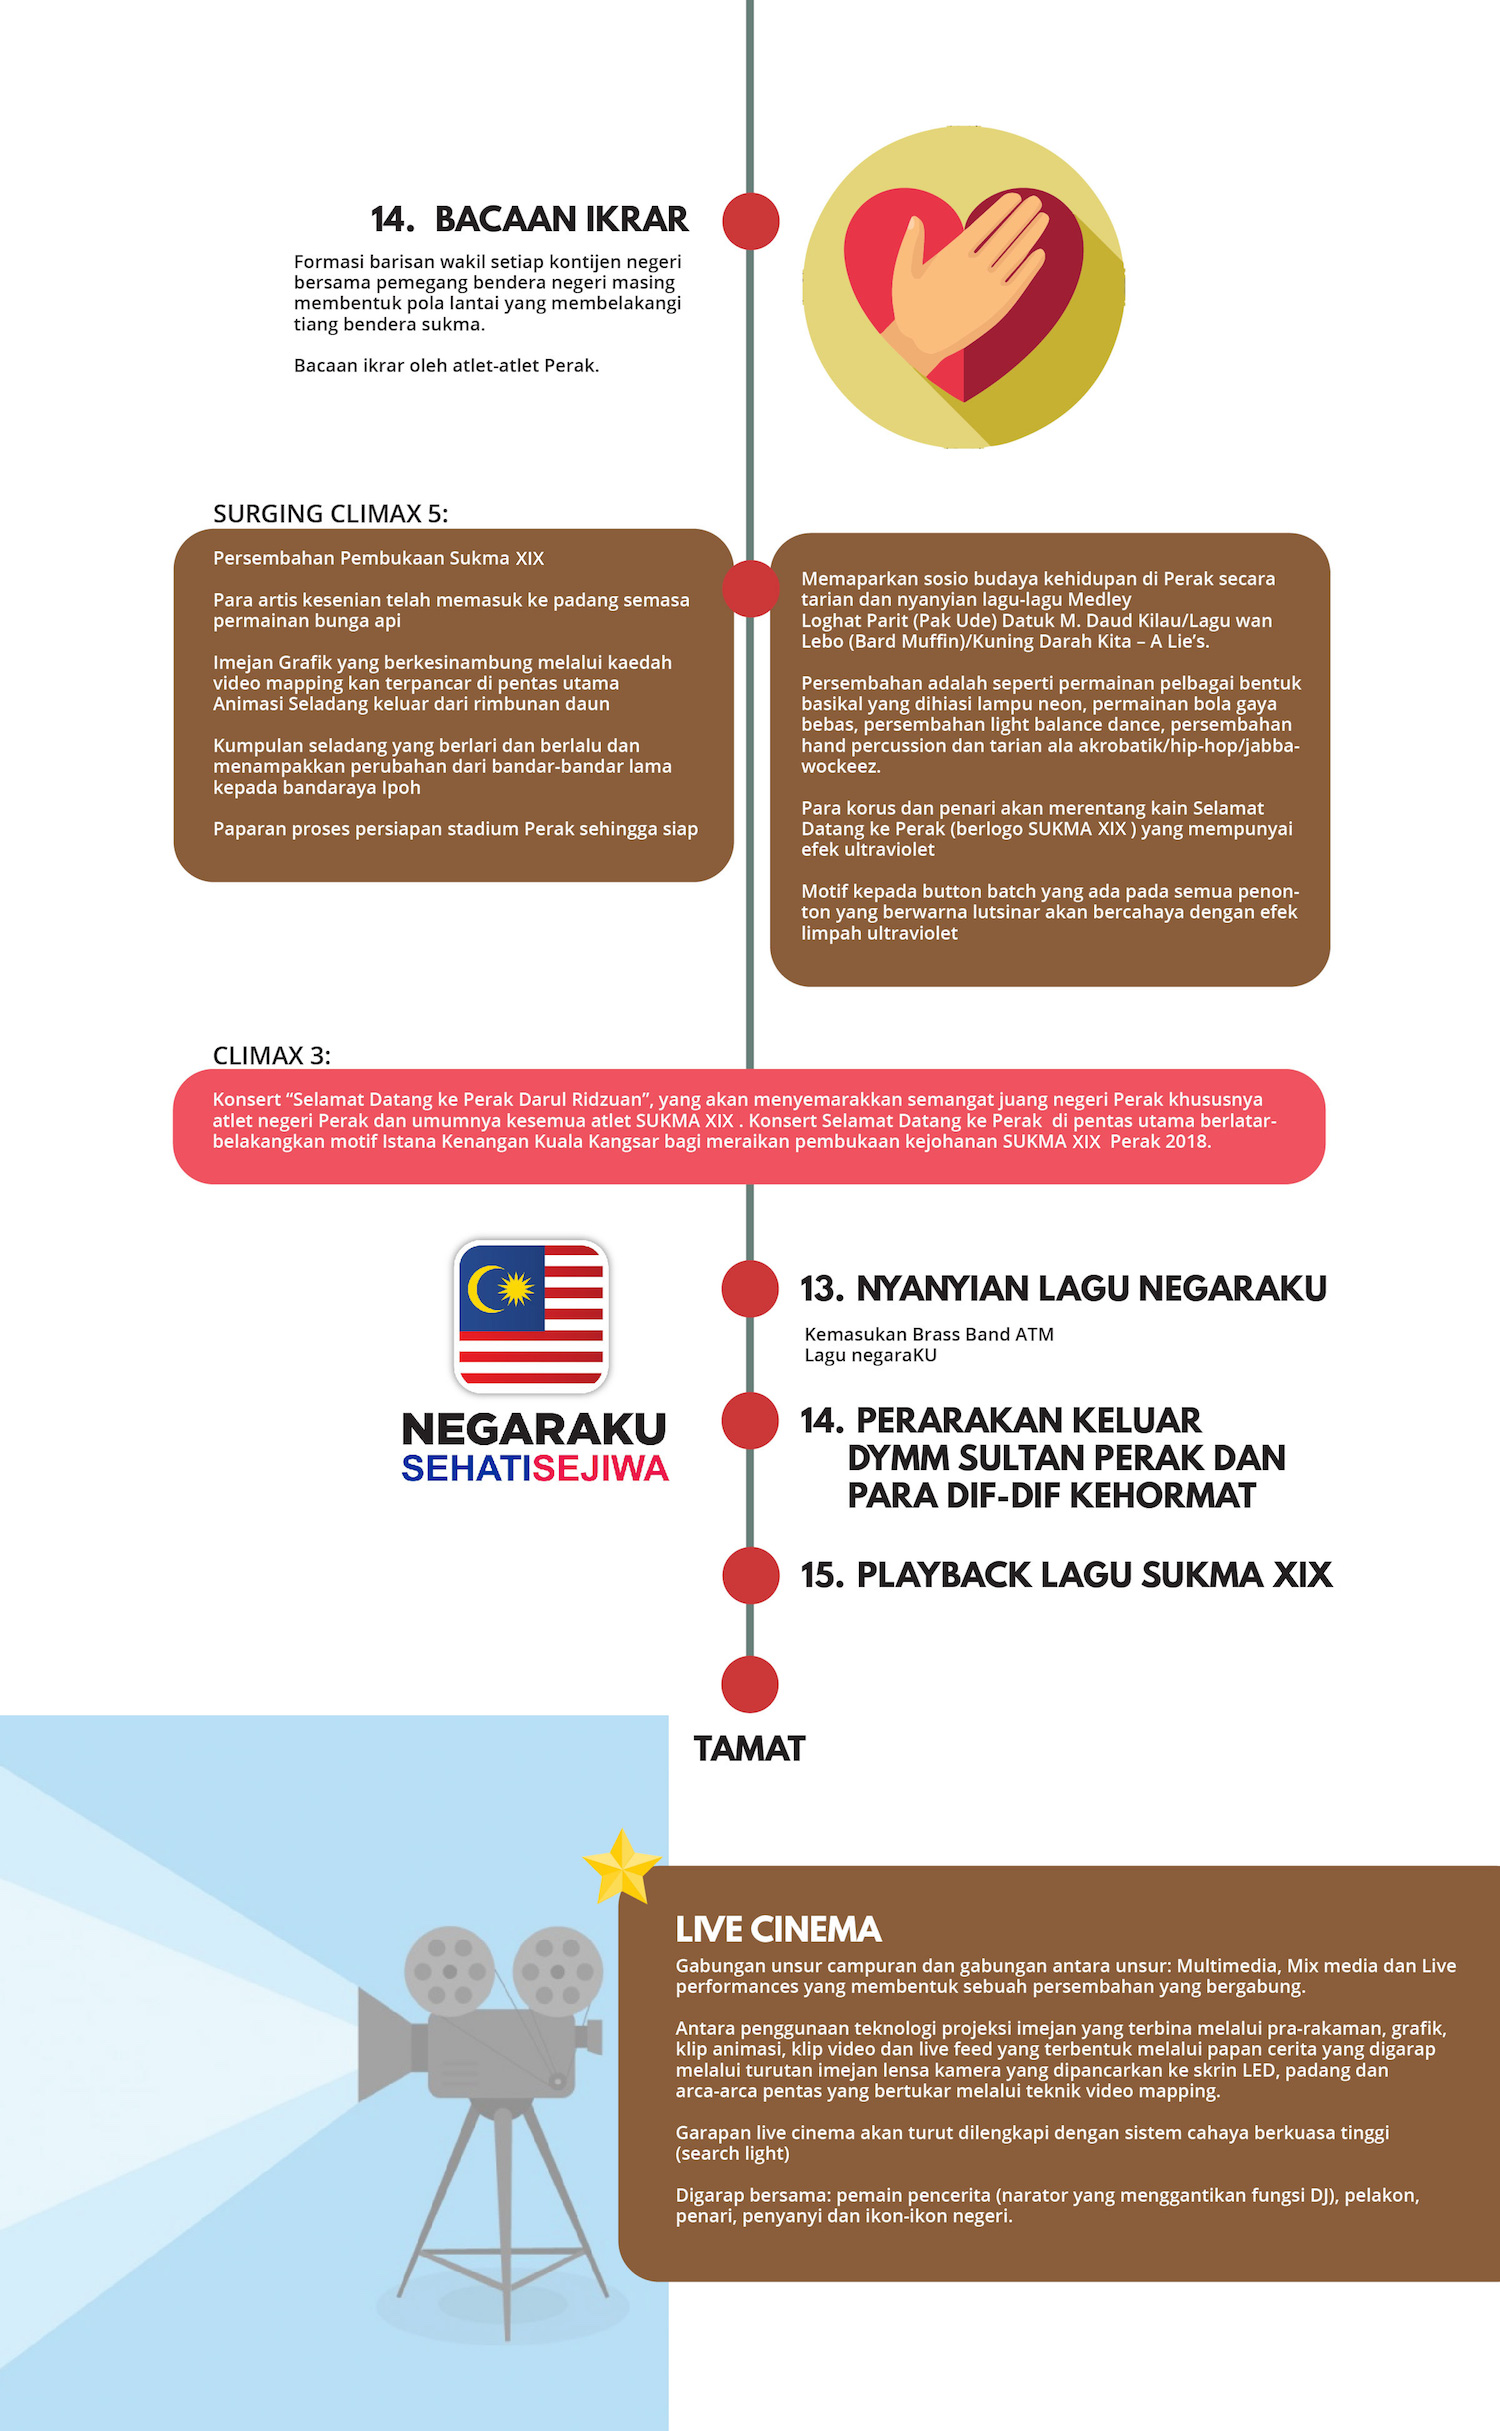 14. BACAAN IKRAR
Formasi barisan wakil setiap kontijen negeri
bersama pemegang bendera negeri masing
membentuk pola lantai yang membelakangi
tiang bendera sukma.
Bacaan ikrar oleh atlet-atlet Perak.
SURGING CLIMAX 5:
Persembahan Pembukaan Sukma XIX
Para artis kesenian telah memasuk ke padang semasa
permainan bunga api
Imejan Grafik yang berkesinambung melalui kaedah
video mapping kan terpancar di pentas utama
Animasi Seladang keluar dari rimbunan daun
Kumpulan seladang yang berlari dan berlalu dan
menampakkan perubahan dari bandar-bandar lama
kepada bandaraya Ipoh
Paparan proses persiapan stadium Perak sehingga siap
Memaparkan sosio budaya kehidupan di Perak secara
tarian dan nyanyian lagu-lagu Medley
Loghat Parit (Pak Ude) Datuk M. Daud Kilau/Lagu wan
Lebo (Bard Muffin)/Kuning Darah Kita – A Lie's.
Persembahan adalah seperti permainan pelbagai bentuk
basikal yang dihiasi lampu neon, permainan bola gaya
bebas, persembahan light balance dance, persembahan
hand percussion dan tarian ala akrobatik/hip-hop/jabba-
wockeez.
Para korus dan penari akan merentang kain Selamat
Datang ke Perak (berlogo SUKMA XIX ) yang mempunyai
efek ultraviolet
Motif kepada button batch yang ada pada semua penon-
ton yang berwarna lutsinar akan bercahaya dengan efek
limpah ultraviolet
CLIMAX 3:
Konsert “Selamat Datang ke Perak Darul Ridzuan”, yang akan menyemarakkan semangat juang negeri Perak khususnya
atlet negeri Perak dan umumnya kesemua atlet SUKMA XIX . Konsert Selamat Datang ke Perak  di pentas utama berlatar-
belakangkan motif Istana Kenangan Kuala Kangsar bagi meraikan pembukaan kejohanan SUKMA XIX  Perak 2018.
NEGARAKU
SEHATISEJIWA
13. NYANYIAN LAGU NEGARAKU
Kemasukan Brass Band ATM
Lagu negaraKU
14. PERARAKAN KELUAR
DYMM SULTAN PERAK DAN
PARA DIF-DIF KEHORMAT
15. PLAYBACK LAGU SUKMA XIX
TAMAT
LIVE CINEMA
Gabungan unsur campuran dan gabungan antara unsur: Multimedia, Mix media dan Live
performances yang membentuk sebuah persembahan yang bergabung.
Antara penggunaan teknologi projeksi imejan yang terbina melalui pra-rakaman, grafik,
klip animasi, klip video dan live feed yang terbentuk melalui papan cerita yang digarap
melalui turutan imejan lensa kamera yang dipancarkan ke skrin LED, padang dan
arca-arca pentas yang bertukar melalui teknik video mapping.
Garapan live cinema akan turut dilengkapi dengan sistem cahaya berkuasa tinggi
(search light)
Digarap bersama: pemain pencerita (narator yang menggantikan fungsi DJ), pelakon,
penari, penyanyi dan ikon-ikon negeri.